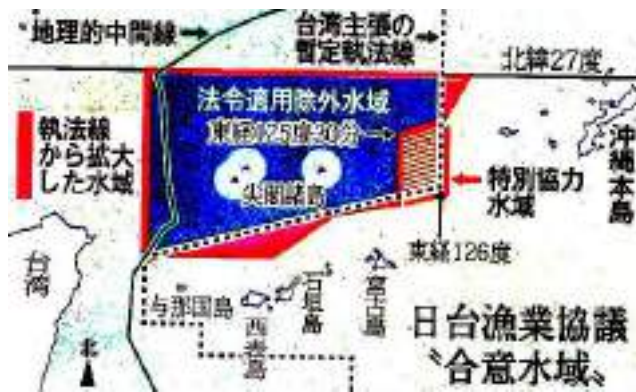 地理的中間線
台湾主張の
暫定執法線
北緯27度
法令適用除外水域
東経125度30分
執法線
から拡大
した水域
尖閣諸島
特別協力
水域
沖縄本島
東経126度
台湾
与那国島
西表島
石垣島
宮古島
北
日台漁業協議
〝合意水域〟